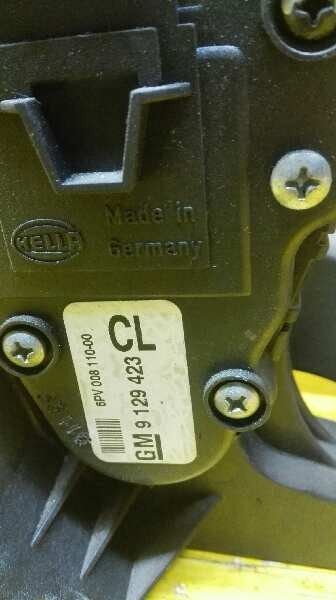 HELLA
Made in
Germany
6PV 008 110-00
CL
GM 9 129 423